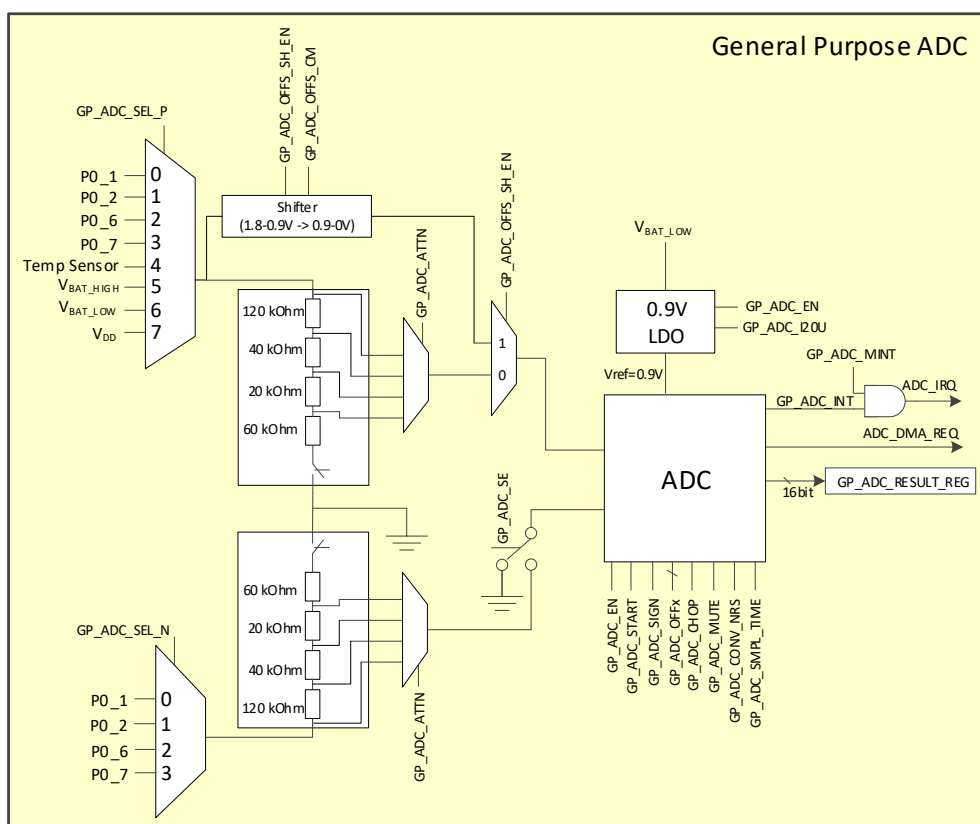 General Purpose ADC
GP_ADC_SEL_P
GP_ADC_OFFS_SH_EN
GP_ADC_OFFS_CM
P0_1 0
P0_2 1
P0_6 2
P0_7 3
Temp Sensor 4
VBAT_HIGH 5
VBAT_LOW 6
VDD 7
Shifter
(1.8-0.9V -> 0.9-0V)
GP_ADC_OFFS_SH_EN
GP_ADC_ATTN
120 kOhm
40 kOhm
20 kOhm
60 kOhm
1
0
VBAT_LOW
0.9V
LDO
GP_ADC_EN
GP_ADC_I20U
Vref=0.9V
GP_ADC_MINT
GP_ADC_INT
ADC_IRQ
ADC_DMA_REQ
ADC
16bit
GP_ADC_RESULT_REG
GP_ADC_SE
60 kOhm
20 kOhm
40 kOhm
120 kOhm
GP_ADC_ATTN
GP_ADC_SEL_N
P0_1 0
P0_2 1
P0_6 2
P0_7 3
GP_ADC_EN
GP_ADC_START
GP_ADC_SIGN
GP_ADC_OFFx
GP_ADC_CHOP
GP_ADC_MUTE
GP_ADC_CONV_NRS
GP_ADC_SMPL_TIME